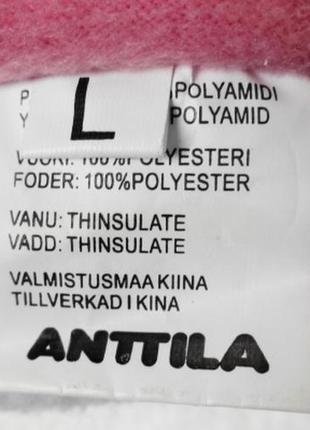 POLYAMIDI
L POLYAMID
VUORI: 100%POLYESTERI
FODER: 100%POLYESTER
VANU: THINSULATE
VADD: THINSULATE
VALMISTUSMAA KIINA
TILLVERKAD I KINA
ANTTILA